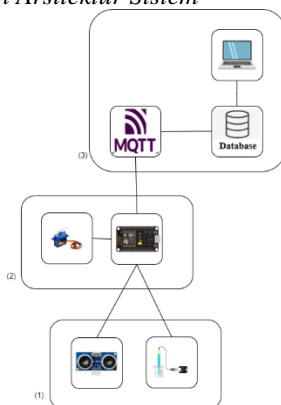 Arsitektur Sistem
MQTT
Database
(3)
(2)
(1)